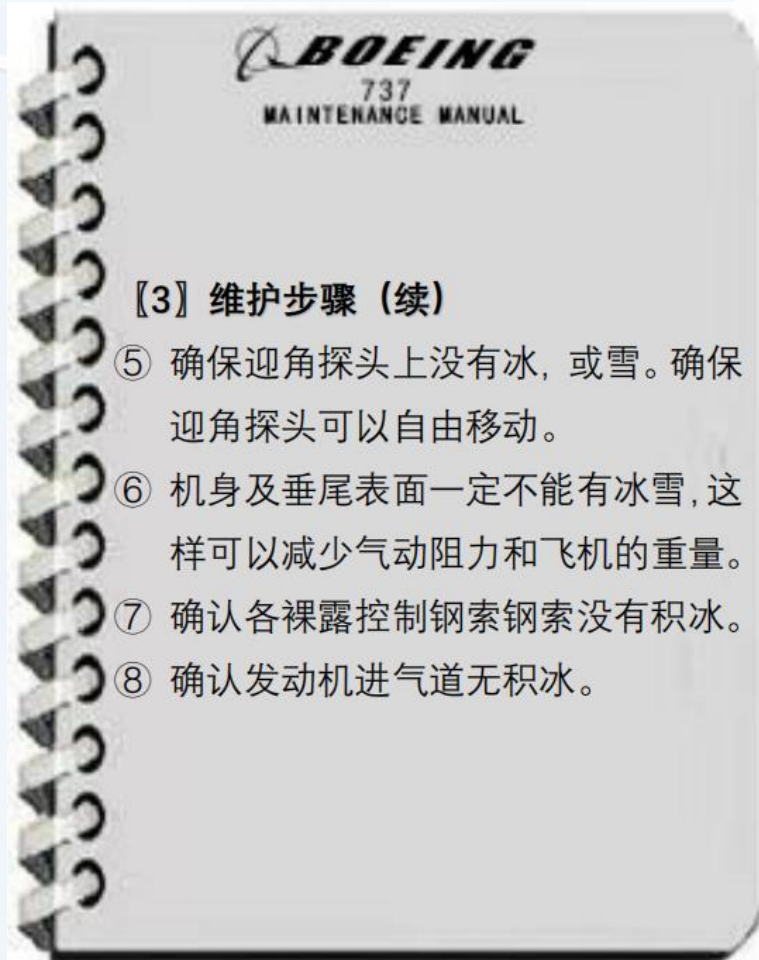 BOEING
737
MAINTENANCE MANUAL
〖3〗维护步骤（续）
⑤ 确保迎角探头上没有冰, 或雪。确保
迎角探头可以自由移动。
⑥ 机身及垂尾表面一定不能有冰雪,这
样可以减少气动阻力和飞机的重量。
⑦ 确认各裸露控制钢索钢索没有积冰。
⑧ 确认发动机进气道无积冰。